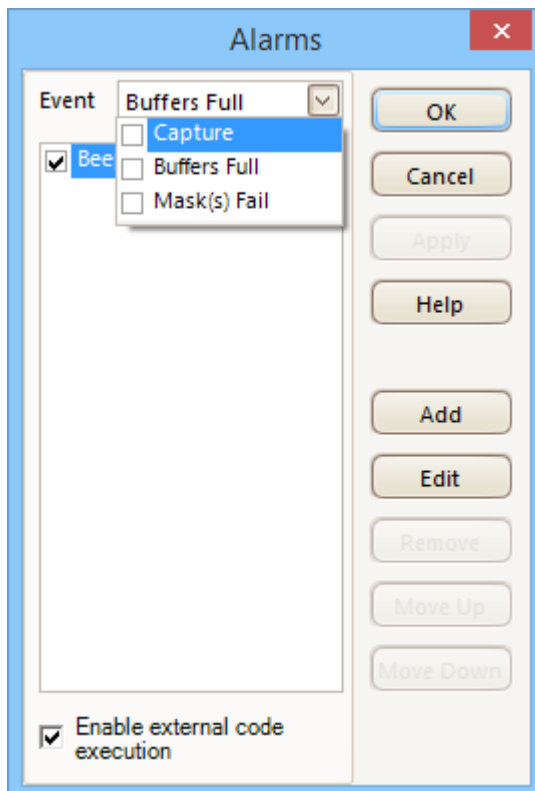 Alarms
Event Buffers Full
Capture
Buffers Full
Mask(s) Fail
Enable external code
execution
OK
Cancel
Apply
Help
Add
Edit
Remove
Move Up
Move Down